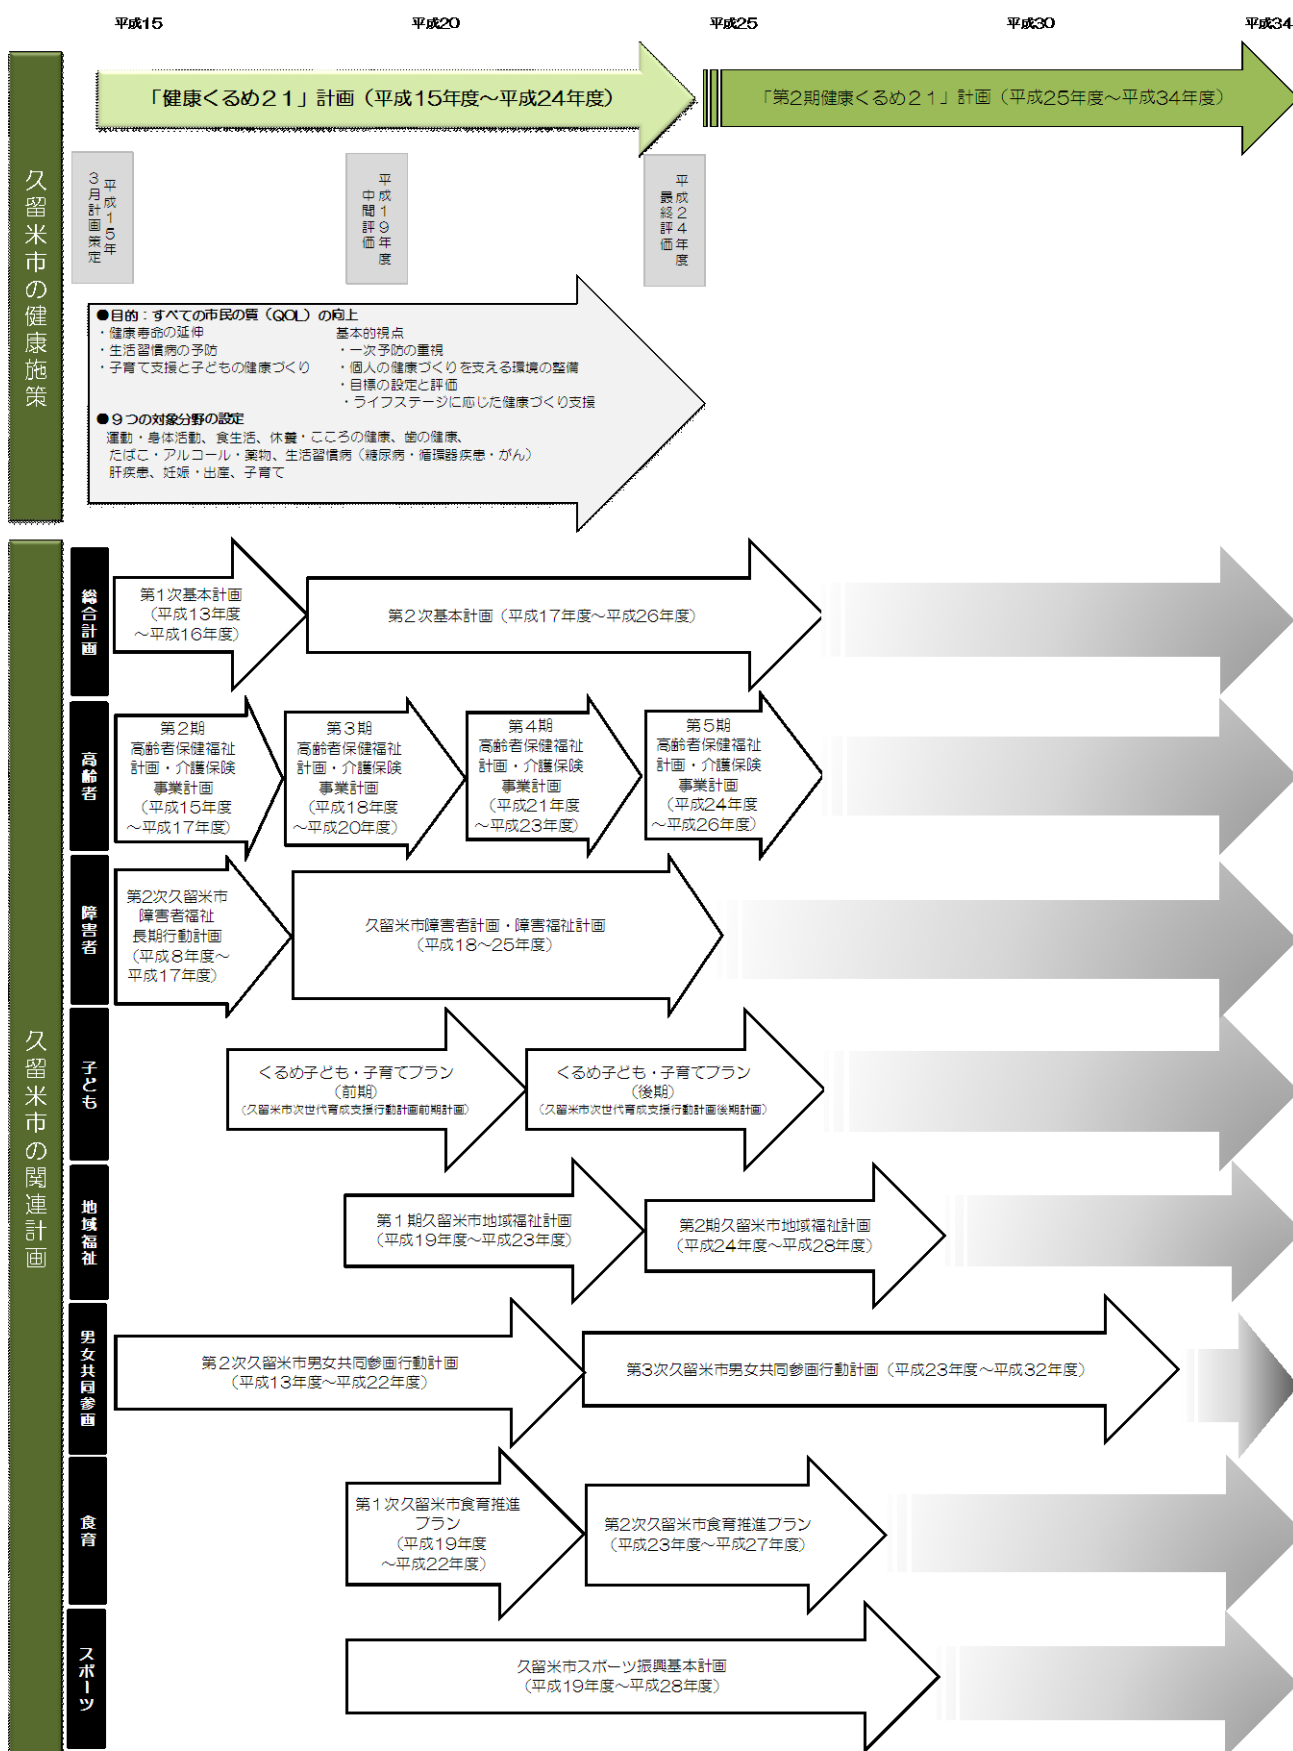 平成15
平成20
平成25
平成30
平成34
久留米市の健康施策
「健康くるめ２１」計画（平成15年度～平成24年度）
「第2期健康くるめ２１」計画（平成25年度～平成34年度）
平成１５年
３月計画策定
平成１９年度
中間評価
平成２４年度
最終評価
●目的：すべての市民の質（QOL）の向上
・健康寿命の延伸
・生活習慣病の予防
・子育て支援と子どもの健康づくり
基本的視点
・一次予防の重視
・個人の健康づくりを支える環境の整備
・目標の設定と評価
・ライフステージに応じた健康づくり支援
●９つの対象分野の設定
運動・身体活動、食生活、休養・こころの健康、歯の健康、
たばこ・アルコール・薬物、生活習慣病（糖尿病・循環器疾患・がん）
肝疾患、妊娠・出産、子育て
久留米市の関連計画
総合計画
第１次基本計画
（平成13年度
～平成16年度）
第２次基本計画（平成17年度～平成26年度）
高齢者
第２期
高齢者保健福祉
計画・介護保険
事業計画
（平成15年度
～平成17年度）
第３期
高齢者保健福祉
計画・介護保険
事業計画
（平成18年度
～平成20年度）
第４期
高齢者保健福祉
計画・介護保険
事業計画
（平成21年度
～平成23年度）
第５期
高齢者保健福祉
計画・介護保険
事業計画
（平成24年度
～平成26年度）
障害者
第2次久留米市
障害者福祉
長期行動計画
（平成8年度～
平成17年度）
久留米市障害者計画・障害福祉計画
（平成18～25年度）
子ども
くるめ子ども・子育てプラン
（前期）
（久留米市次世代育成支援行動計画前期計画）
くるめ子ども・子育てプラン
（後期）
（久留米市次世代育成支援行動計画後期計画）
地域福祉
第１期久留米市地域福祉計画
（平成19年度～平成23年度）
第２期久留米市地域福祉計画
（平成24年度～平成28年度）
男女共同参画
第２次久留米市男女共同参画行動計画
（平成13年度～平成22年度）
第３次久留米市男女共同参画行動計画（平成23年度～平成32年度）
食育
第１次久留米市食育推進
プラン
（平成19年度
～平成22年度）
第２次久留米市食育推進プラン
（平成23年度～平成27年度）
スポーツ
久留米市スポーツ振興基本計画
（平成19年度～平成28年度）